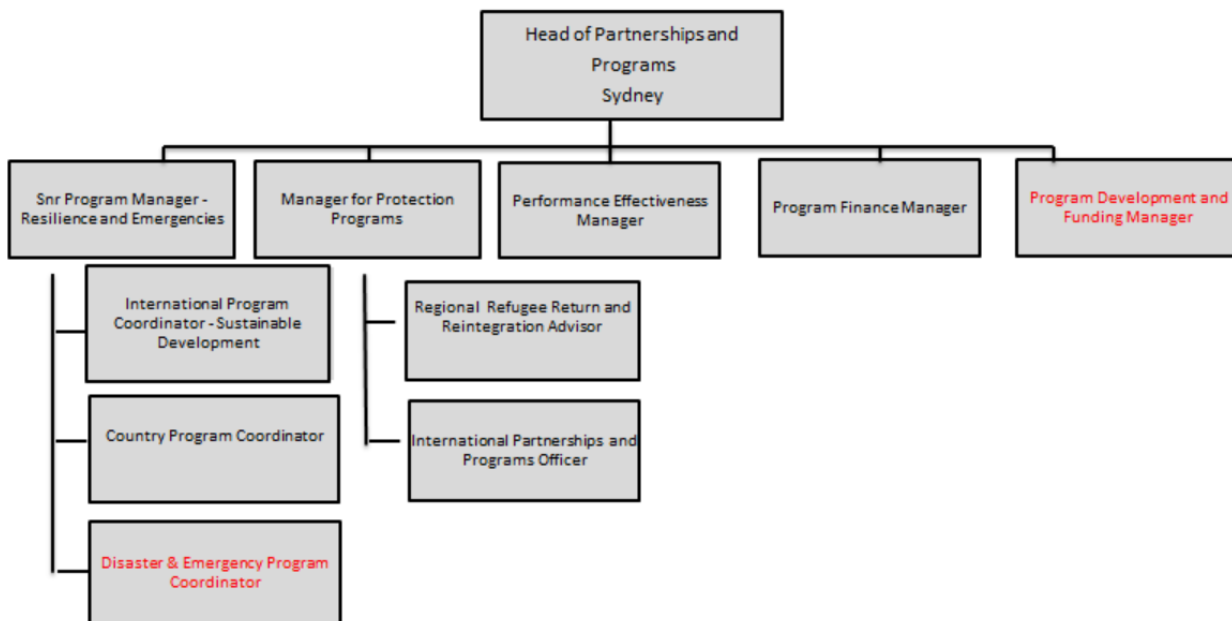 Head of Partnerships and
Programs
Sydney
Snr Program Manager -
Resilience and Emergencies
Manager for Protection
Programs
Performance Effectiveness
Manager
Program Finance Manager
Program Development and
Funding Manager
International Program
Coordinator - Sustainable
Development
Regional Refugee Return and
Reintegration Advisor
Country Program Coordinator
International Partnerships and
Programs Officer
Disaster & Emergency Program
Coordinator